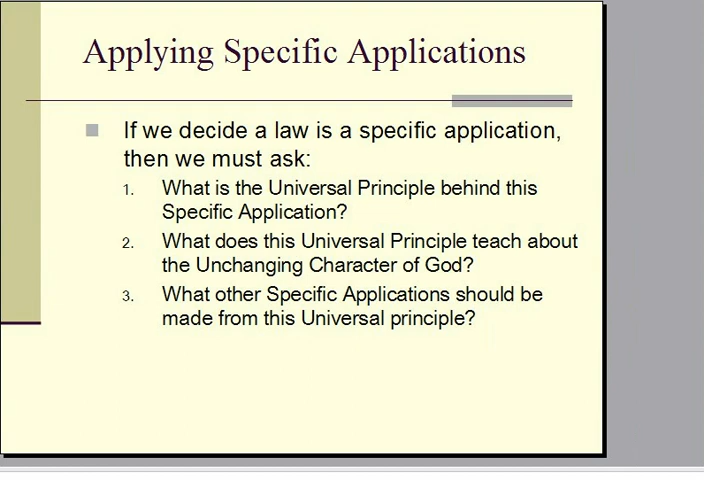 Applying Specific Applications
If we decide a law is a specific application,
then we must ask:
1. What is the Universal Principle behind this
Specific Application?
2. What does this Universal Principle teach about
the Unchanging Character of God?
3. What other Specific Applications should be
made from this Universal principle?